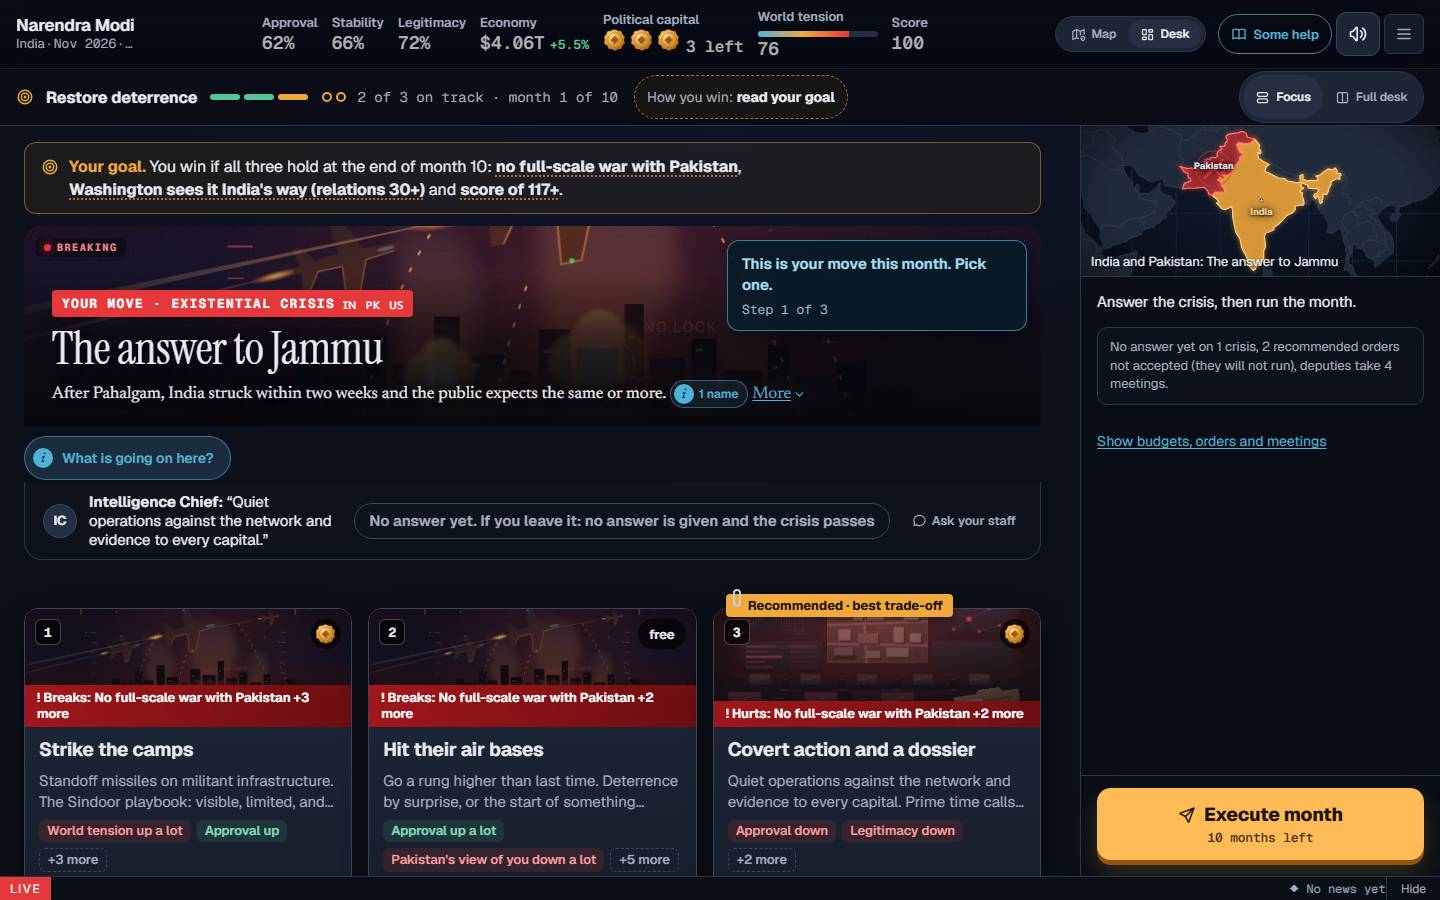 Narendra Modi
India · Nov 2026 · ...
Approval
62%
Stability
66%
Legitimacy
72%
Economy
$4.06T +5.5%
Political capital
3 left
World tension
76
Score
100
Map
Desk
Some help
Restore deterrence
2 of 3 on track · month 1 of 10
How you win: read your goal
Focus
Full desk
Your goal. You win if all three hold at the end of month 10: no full-scale war with Pakistan,
Washington sees it India's way (relations 30+) and score of 117+.
BREAKING
YOUR MOVE · EXISTENTIAL CRISIS IN PK US
The answer to Jammu
After Pahalgam, India struck within two weeks and the public expects the same or more. i 1 name More
This is your move this month. Pick
one.
Step 1 of 3
NO LOCK
i What is going on here?
IC
Intelligence Chief: “Quiet
operations against the network and
evidence to every capital.”
No answer yet. If you leave it: no answer is given and the crisis passes
Ask your staff
1
! Breaks: No full-scale war with Pakistan +3
more
Strike the camps
Standoff missiles on militant infrastructure.
The Sindoor playbook: visible, limited, and...
World tension up a lot
Approval up
+3 more
2
free
! Breaks: No full-scale war with Pakistan +2
more
Hit their air bases
Go a rung higher than last time. Deterrence
by surprise, or the start of something...
Approval up a lot
Pakistan's view of you down a lot
+5 more
Recommended · best trade-off
3
! Hurts: No full-scale war with Pakistan +2 more
Covert action and a dossier
Quiet operations against the network and
evidence to every capital. Prime time calls...
Approval down
Legitimacy down
+2 more
Pakistan
India
India and Pakistan: The answer to Jammu
Answer the crisis, then run the month.
No answer yet on 1 crisis, 2 recommended orders
not accepted (they will not run), deputies take 4
meetings.
Show budgets, orders and meetings
Execute month
10 months left
LIVE
◆ No news yet
Hide